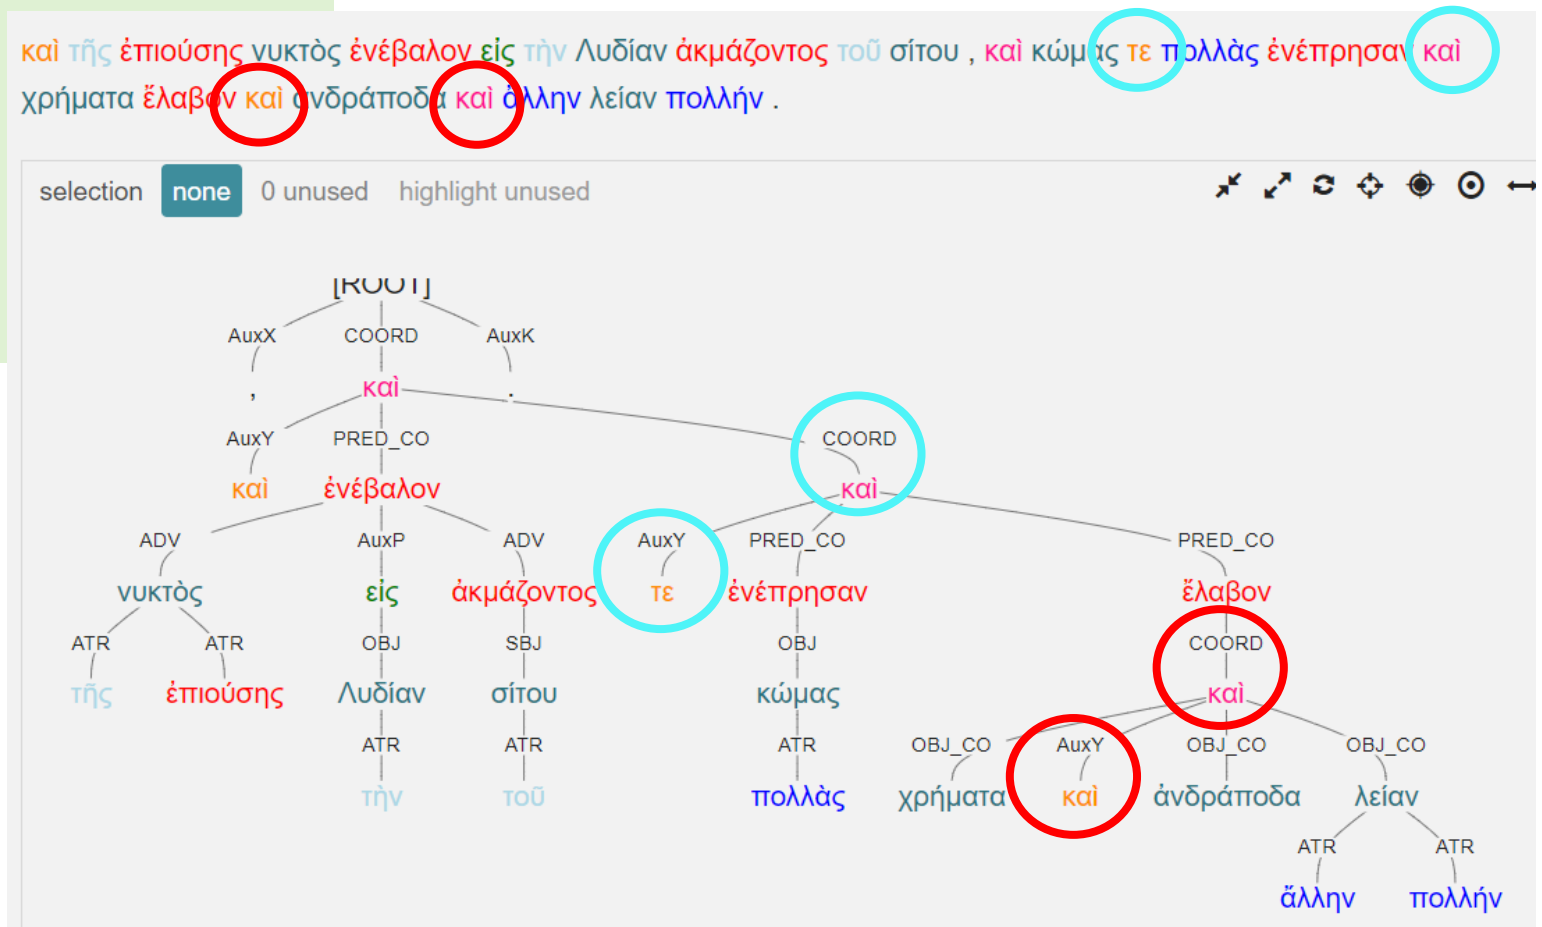 καὶ τῆς ἐπιούσης νυκτὸς ἐνέβαλον εἰς τὴν Λυδίαν ἀκμάζοντος τοῦ σίτου , καὶ κώμας τε πολλὰς ἐνέπρησαν καὶ
χρήματα ἔλαβον καὶ ἀνδράποδα καὶ ἄλλην λείαν πολλήν .
selection none 0 unused highlight unused
[ROOT]
AuxX COORD AuxK
, καὶ .
AuxY PRED_CO COORD
καὶ ἐνέβαλον καὶ
ADV AuxP ADV AuxY PRED_CO PRED_CO
νυκτὸς εἰς ἀκμάζοντος τε ἐνέπρησαν ἔλαβον
ATR ATR OBJ SBJ OBJ COORD
τῆς ἐπιούσης Λυδίαν σίτου κώμας καὶ
ATR ATR ATR OBJ_CO AuxY OBJ_CO OBJ_CO
τὴν τοῦ πολλὰς χρήματα καὶ ἀνδράποδα λείαν
ATR ATR
ἄλλην πολλήν